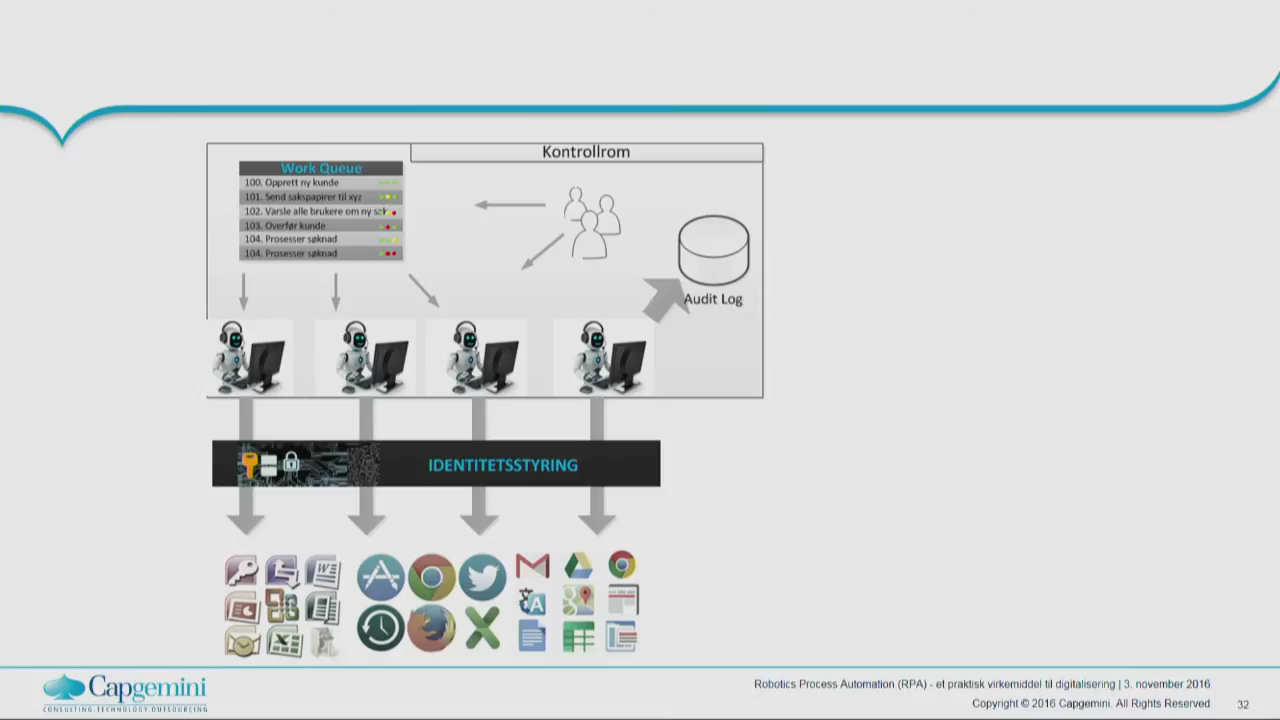 Kontrollrom
Work Queue
100. Opprett ny kunde
101. Send sakspapirer til xyz
102. Varsle alle brukere om ny sak
103. Overfør kunde
104. Prosesser søknad
104. Prosesser søknad
Audit Log
IDENTITETSSTYRING
Capgemini
CONSULTING.TECHNOLOGY.OUTSOURCING
Robotics Process Automation (RPA) - et praktisk virkemiddel til digitalisering | 3. november 2016
Copyright © 2016 Capgemini. All Rights Reserved
32